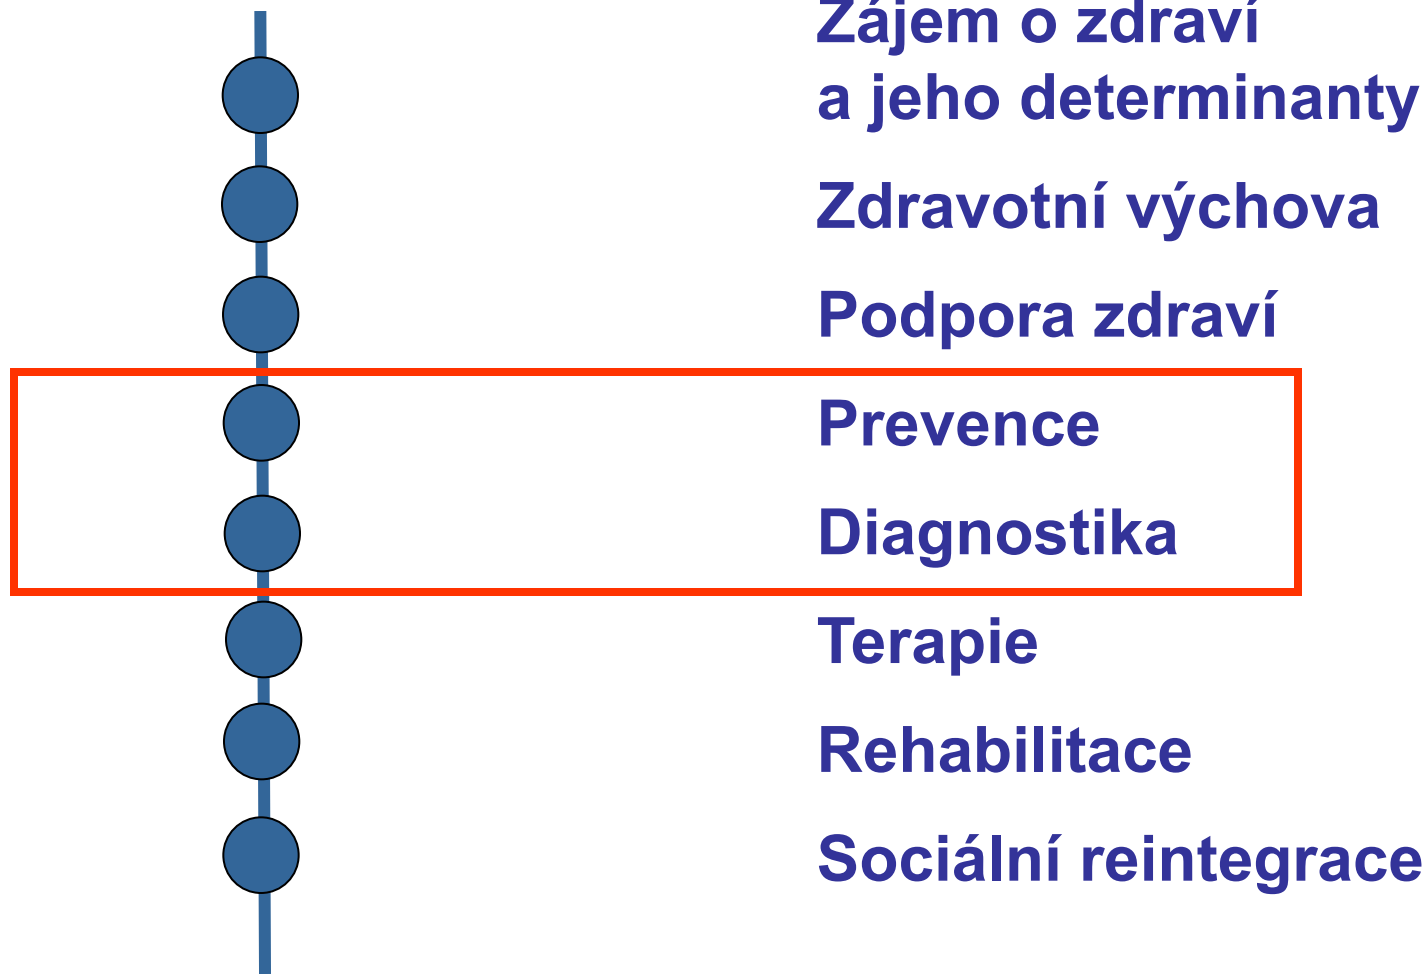 Zájem o zdraví
a jeho determinanty
Zdravotní výchova
Podpora zdraví
Prevence
Diagnostika
Terapie
Rehabilitace
Sociální reintegrace